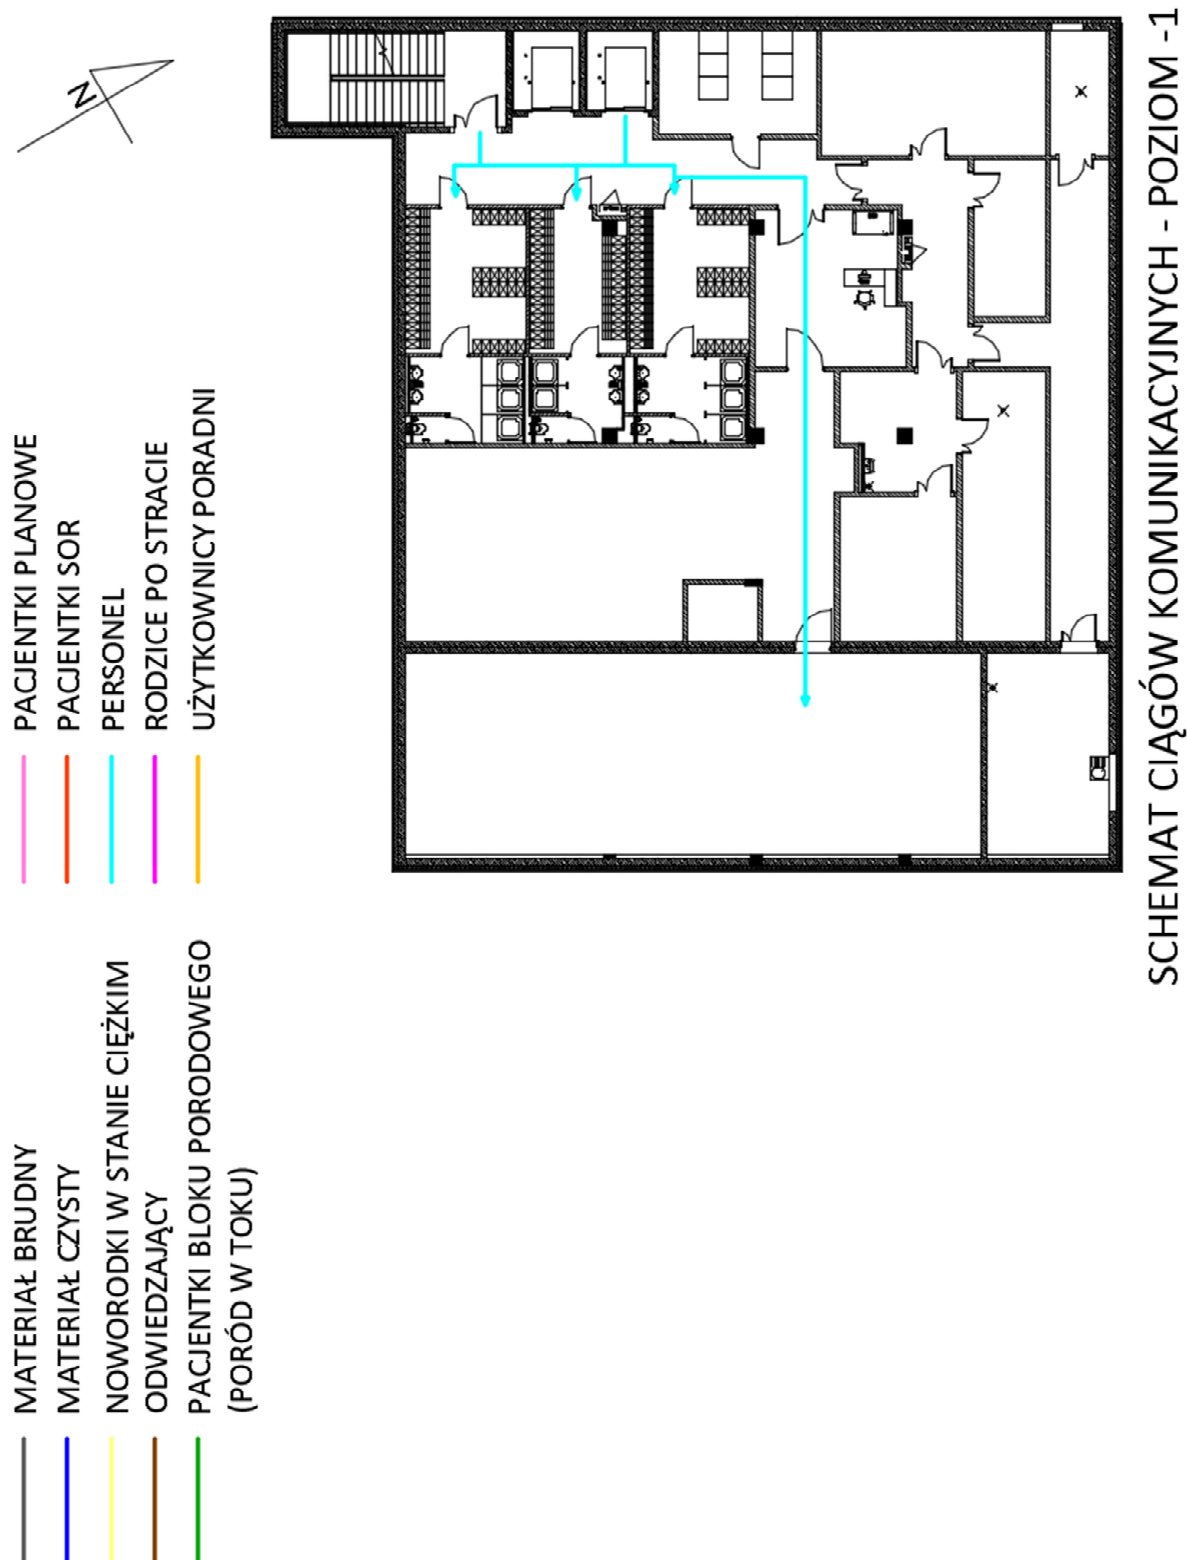 SCHEMAT CIĄGÓW KOMUNIKACYJNYCH - POZIOM -1
N
MATERIAŁ BRUDNY
MATERIAŁ CZYSTY
NOWORODKI W STANIE CIĘŻKIM
ODWIEDZAJĄCY
PACJENTKI BLOKU PORODOWEGO
(PORÓD W TOKU)
PACJENTKI PLANOWE
PACJENTKI SOR
PERSONEL
RODZICE PO STRACIE
UŻYTKOWNICY PORADNI